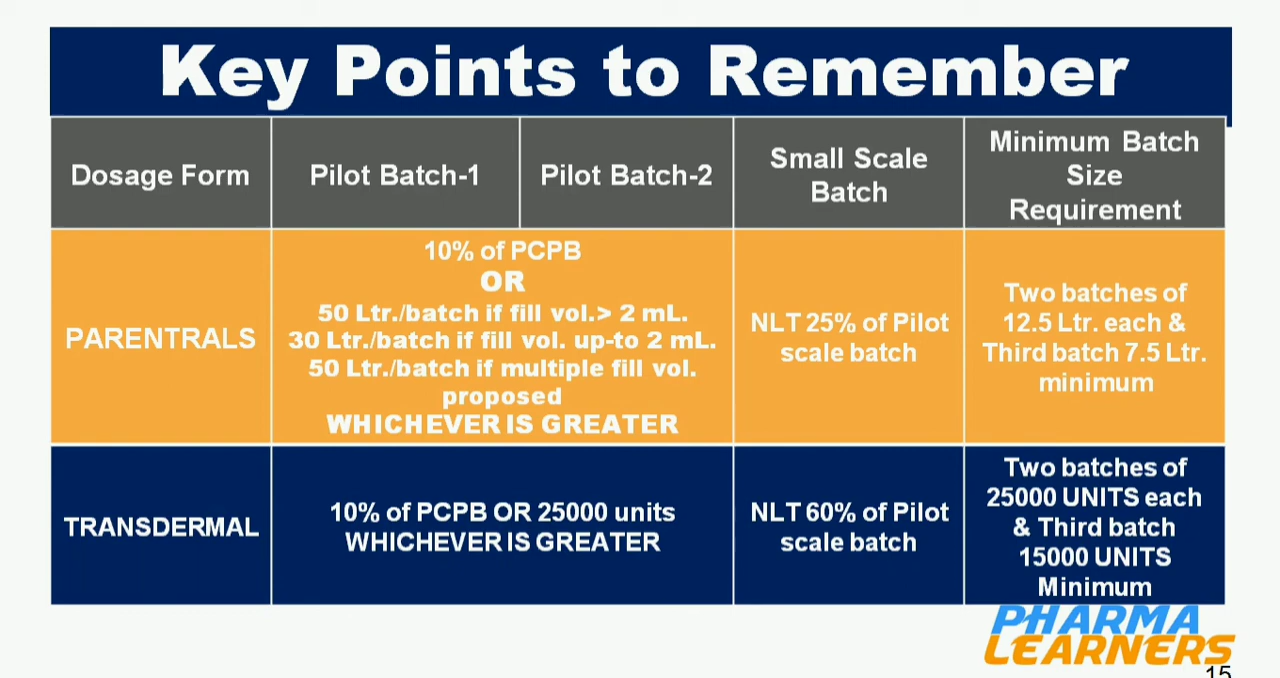 Key Points to Remember
Dosage Form
Pilot Batch-1
Pilot Batch-2
Small Scale
Batch
Minimum Batch
Size
Requirement
PARENTRALS
10% of PCPB
OR
50 Ltr./batch if fill vol.> 2 mL.
30 Ltr./batch if fill vol. up-to 2 mL.
50 Ltr./batch if multiple fill vol.
proposed
WHICHEVER IS GREATER
NLT 25% of Pilot
scale batch
Two batches of
12.5 Ltr. each &
Third batch 7.5 Ltr.
minimum
TRANSDERMAL
10% of PCPB OR 25000 units
WHICHEVER IS GREATER
NLT 60% of Pilot
scale batch
Two batches of
25000 UNITS each
& Third batch
15000 UNITS
Minimum
PHARMA
LEARNERS
15